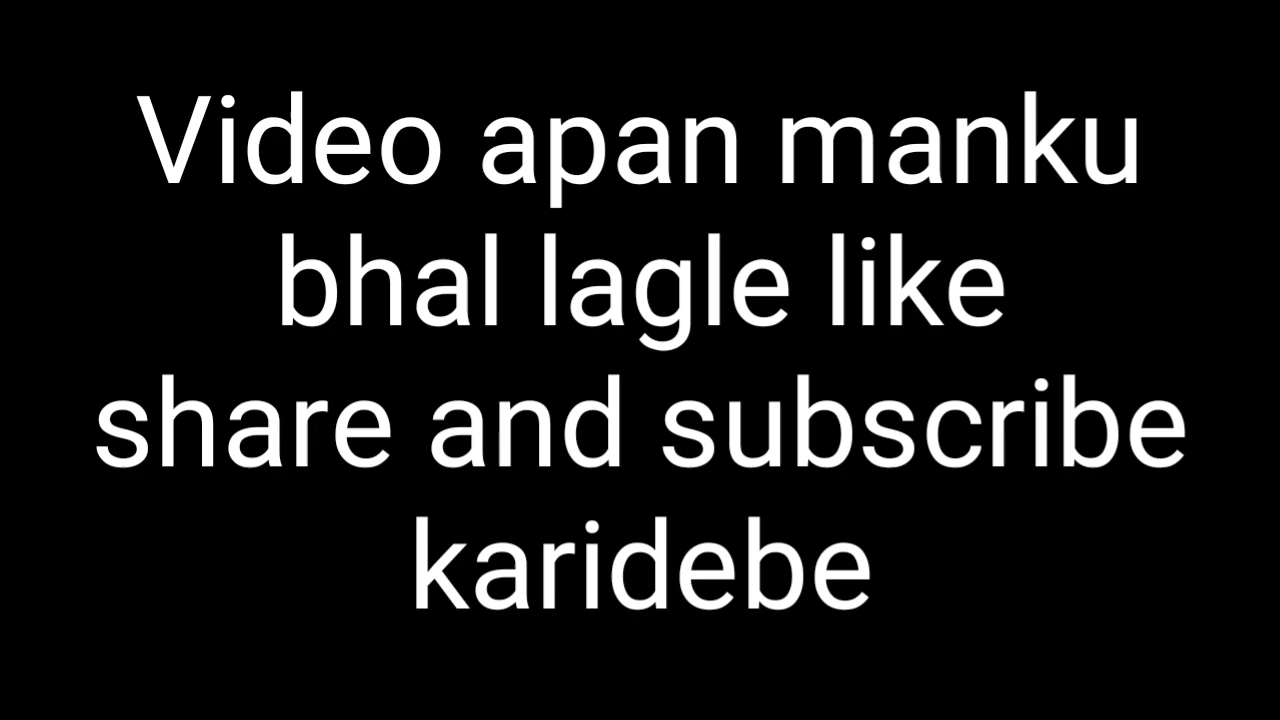 Video apan manku
bhal lagle like
share and subscribe
karidebe